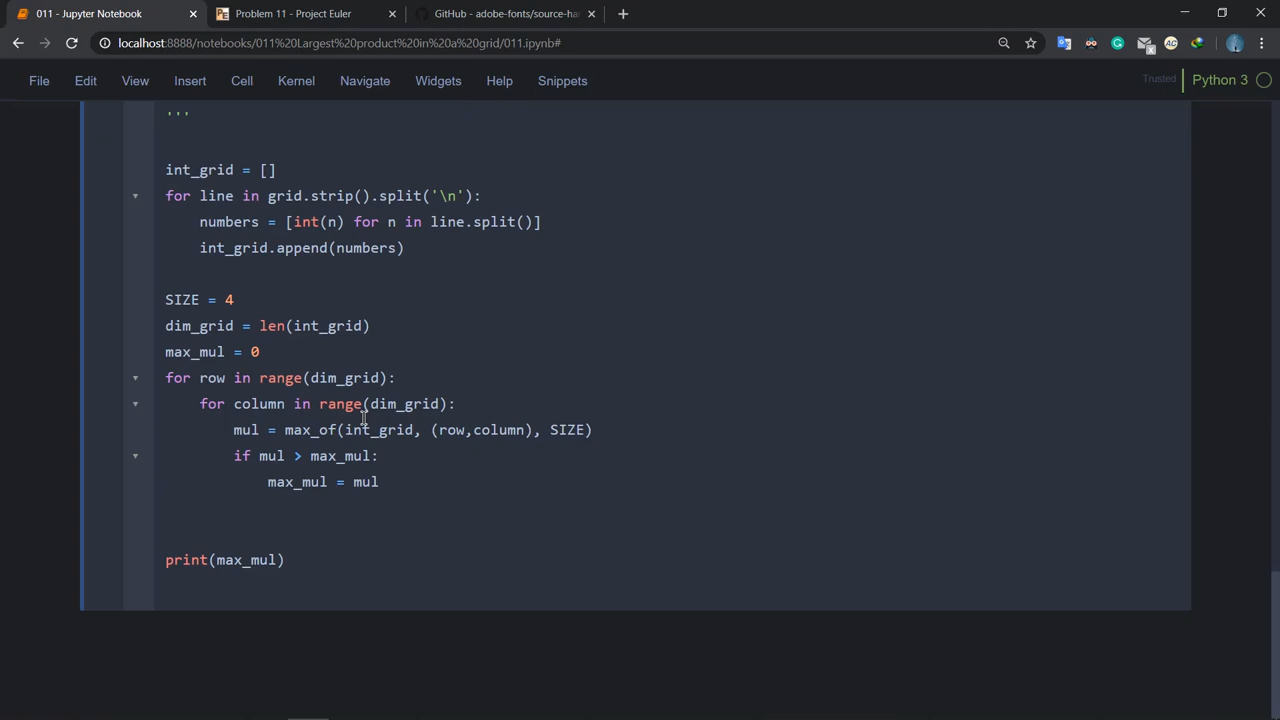 011 - Jupyter Notebook
Problem 11 - Project Euler
GitHub - adobe-fonts/source-ha
localhost:8888/notebooks/011%20Largest%20product%20in%20a%20grid/011.ipynb#
File Edit View Insert Cell Kernel Navigate Widgets Help Snippets
Trusted
Python 3
'''
int_grid = []
for line in grid.strip().split('\n'):
    numbers = [int(n) for n in line.split()]
    int_grid.append(numbers)
SIZE = 4
dim_grid = len(int_grid)
max_mul = 0
for row in range(dim_grid):
    for column in range(dim_grid):
        mul = max_of(int_grid, (row,column), SIZE)
        if mul > max_mul:
            max_mul = mul
print(max_mul)